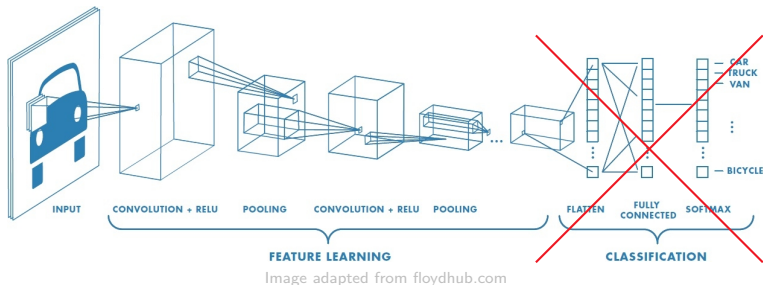 CAR
TRUCK
VAN
BICYCLE
INPUT
CONVOLUTION + RELU
POOLING
CONVOLUTION + RELU
POOLING
FLATTEN
FULLY
CONNECTED
SOFTMAX
FEATURE LEARNING
CLASSIFICATION
Image adapted from floydhub.com